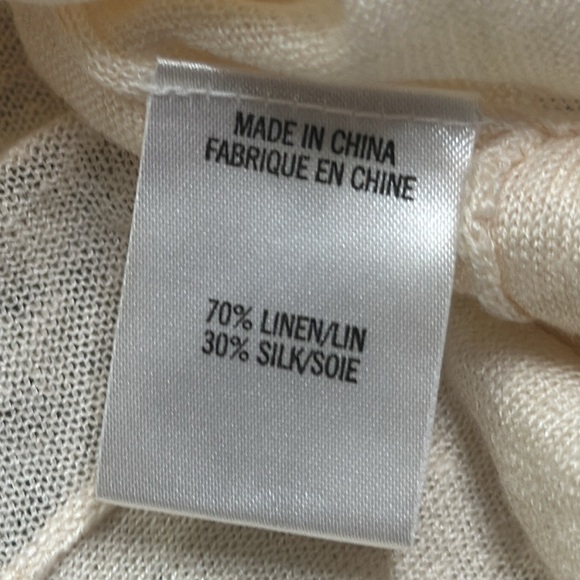 MADE IN CHINA
FABRIQUE EN CHINE
70% LINEN/LIN
30% SILK/SOIE